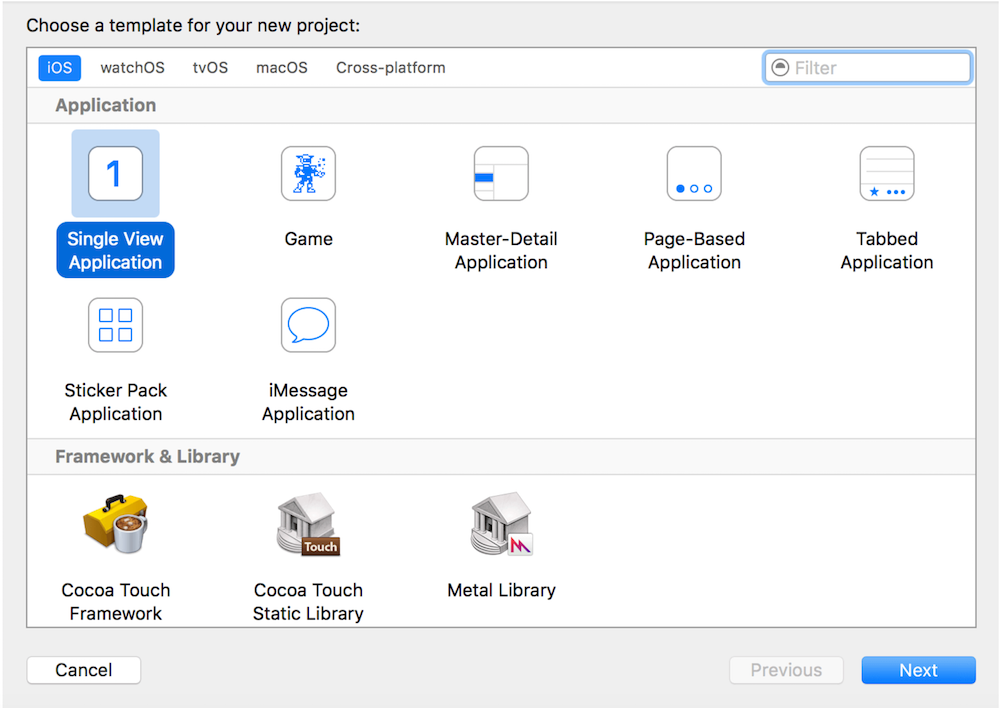 Choose a template for your new project:
iOS watchOS tvOS macOS Cross-platform Filter
Application
1
Single View Application
Game
Master-Detail Application
Page-Based Application
Tabbed Application
Sticker Pack Application
iMessage Application
Framework & Library
Touch
Cocoa Touch Framework
Cocoa Touch Static Library
Metal Library
Cancel Previous Next